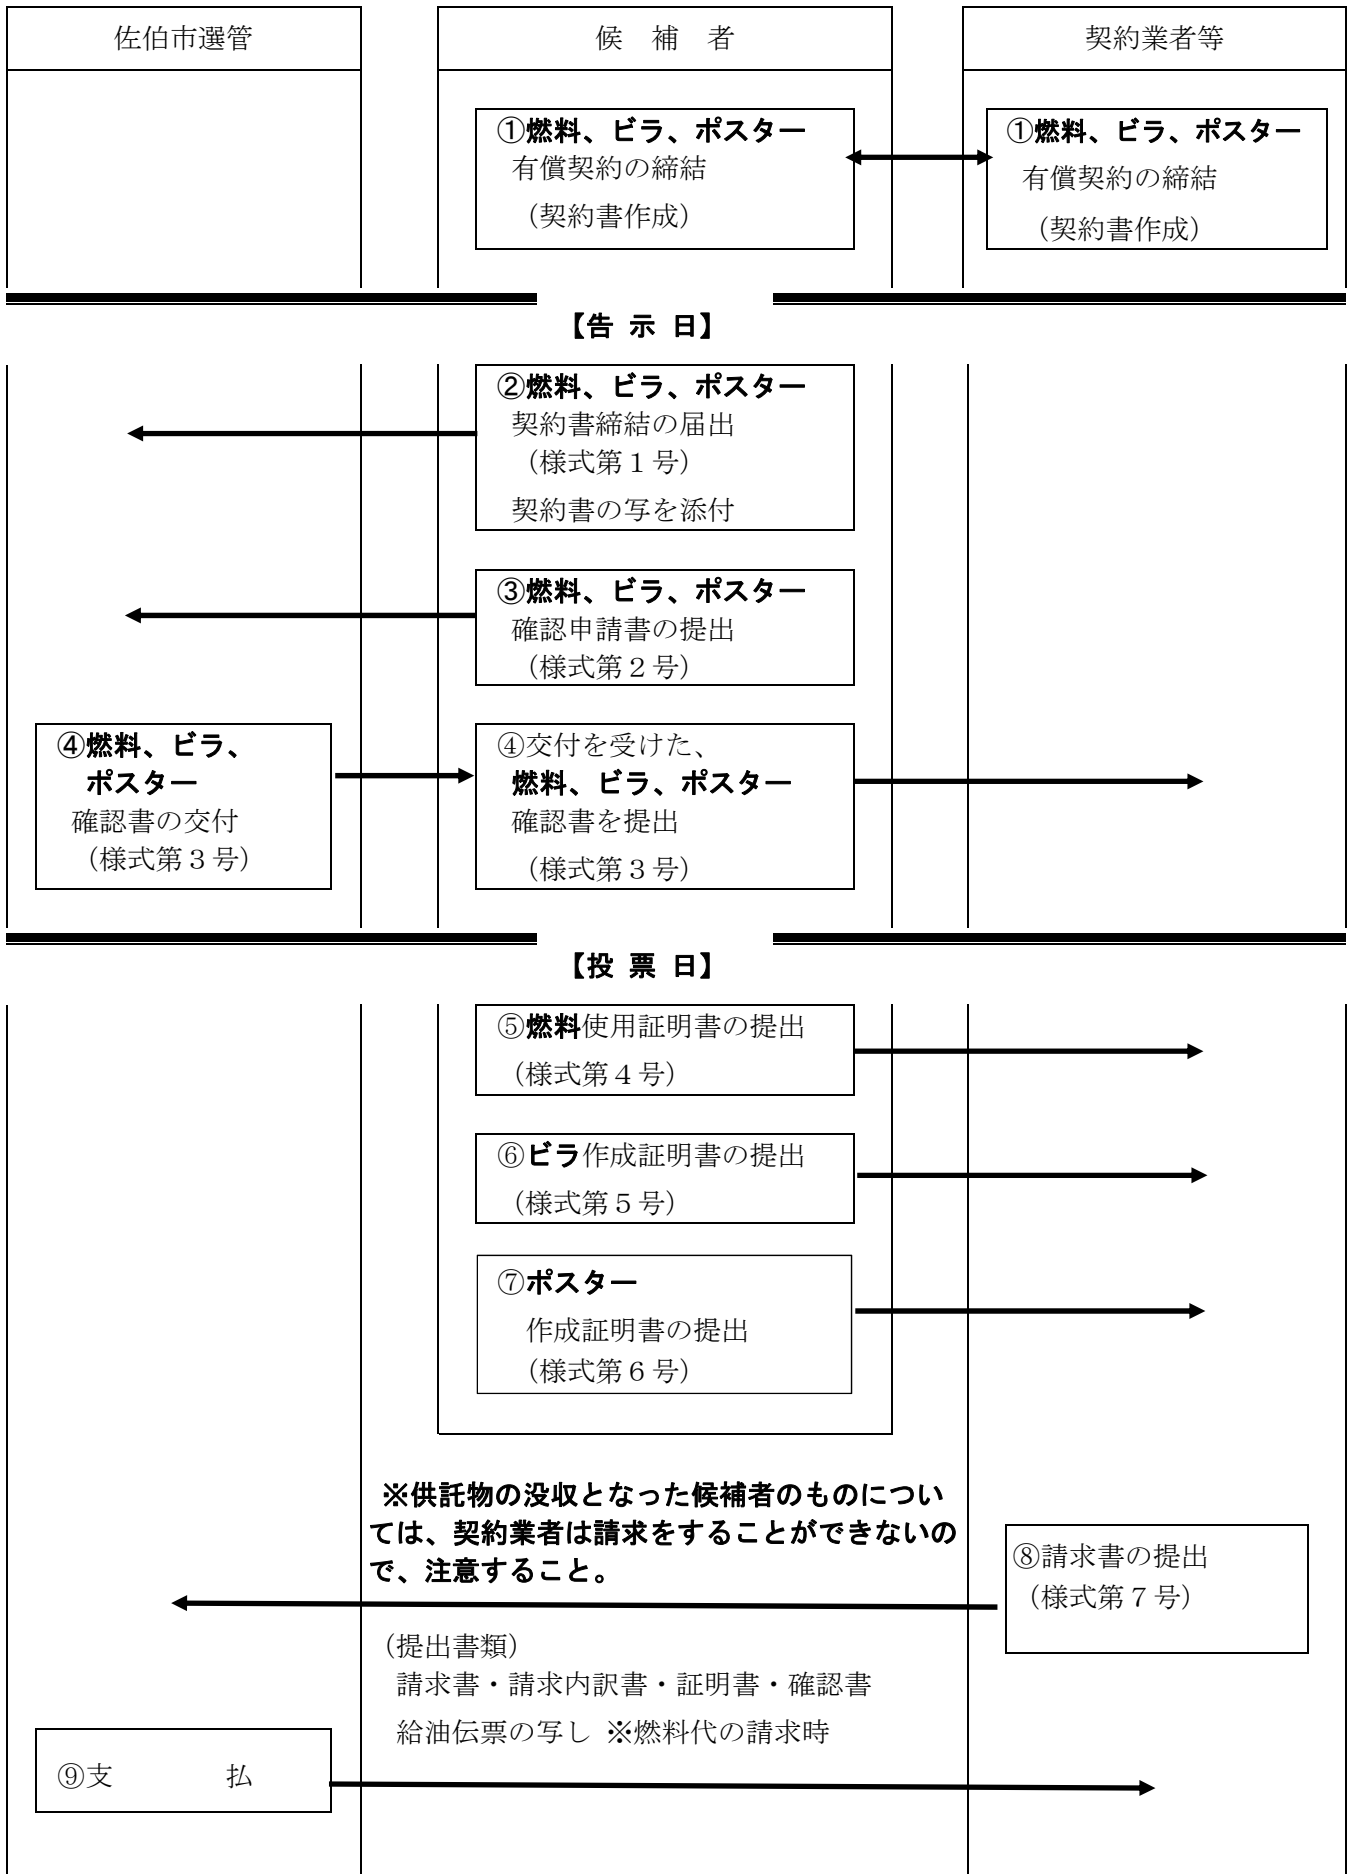 佐伯市選管
候　補　者
契約業者等
①燃料、ビラ、ポスター
有償契約の締結
（契約書作成）
①燃料、ビラ、ポスター
有償契約の締結
（契約書作成）
【告 示 日】
②燃料、ビラ、ポスター
契約書締結の届出
（様式第１号）
契約書の写を添付
③燃料、ビラ、ポスター
確認申請書の提出
（様式第２号）
④燃料、ビラ、
ポスター
確認書の交付
（様式第３号）
④交付を受けた、
燃料、ビラ、ポスター
確認書を提出
（様式第３号）
【投 票 日】
⑤燃料使用証明書の提出
（様式第４号）
⑥ビラ作成証明書の提出
（様式第５号）
⑦ポスター
作成証明書の提出
（様式第６号）
※供託物の没収となった候補者のものについ
ては、契約業者は請求をすることができないの
で、注意すること。
⑧請求書の提出
（様式第７号）
（提出書類）
請求書・請求内訳書・証明書・確認書
給油伝票の写し ※燃料代の請求時
⑨支　　　　払